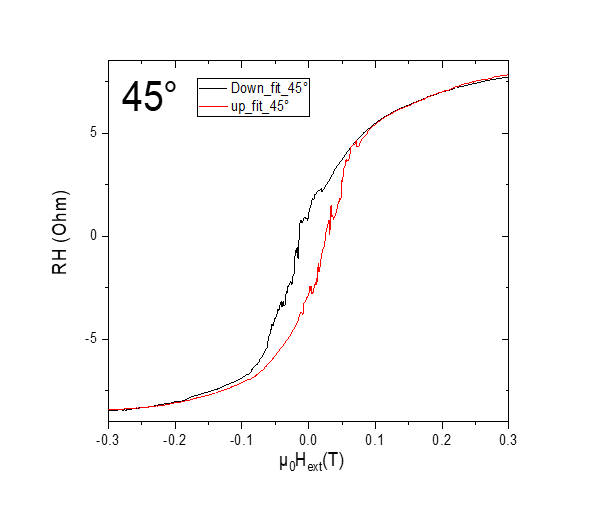 45°
Down_fit_45°
up_fit_45°
5
0
-5
RH (Ohm)
-0.3 -0.2 -0.1 0.0 0.1 0.2 0.3
μ0Hext(T)